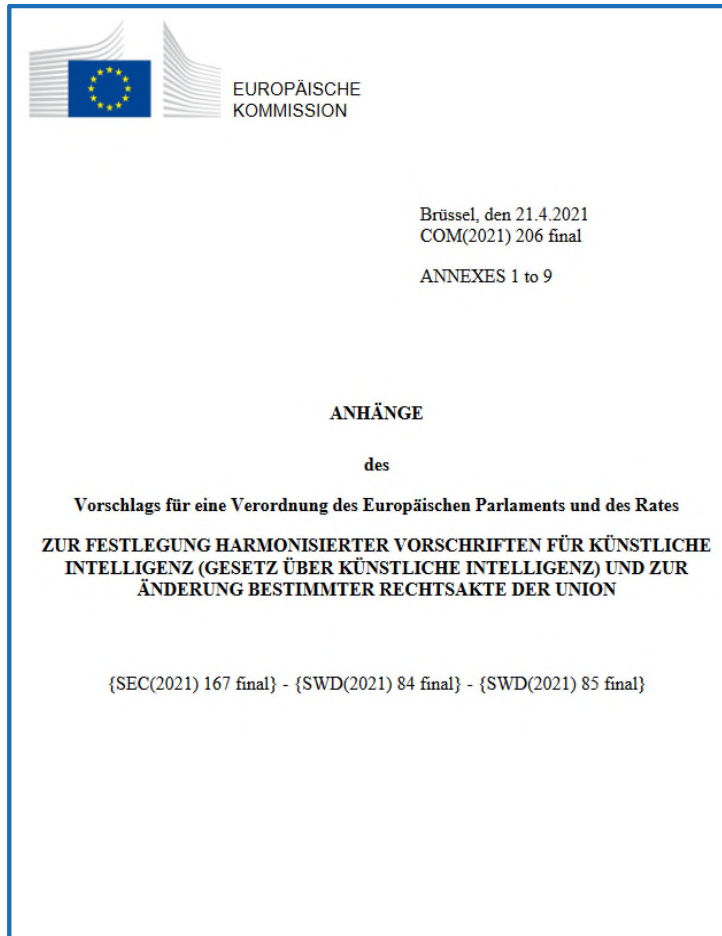 EUROPÄISCHE
KOMMISSION
Brüssel, den 21.4.2021
COM(2021) 206 final
ANNEXES 1 to 9
ANHÄNGE
des
Vorschlags für eine Verordnung des Europäischen Parlaments und des Rates
ZUR FESTLEGUNG HARMONISIERTER VORSCHRIFTEN FÜR KÜNSTLICHE
INTELLIGENZ (GESETZ ÜBER KÜNSTLICHE INTELLIGENZ) UND ZUR
ÄNDERUNG BESTIMMTER RECHTSAKTE DER UNION
{SEC(2021) 167 final} - {SWD(2021) 84 final} - {SWD(2021) 85 final}